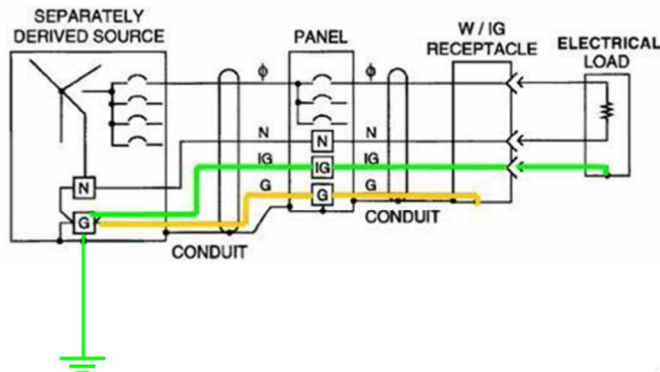 SEPARATELY
DERIVED SOURCE
PANEL
W / IG
RECEPTACLE
ELECTRICAL
LOAD
ϕ
ϕ
N
N
N
IG
IG
IG
N
G
G
G
G
CONDUIT
CONDUIT